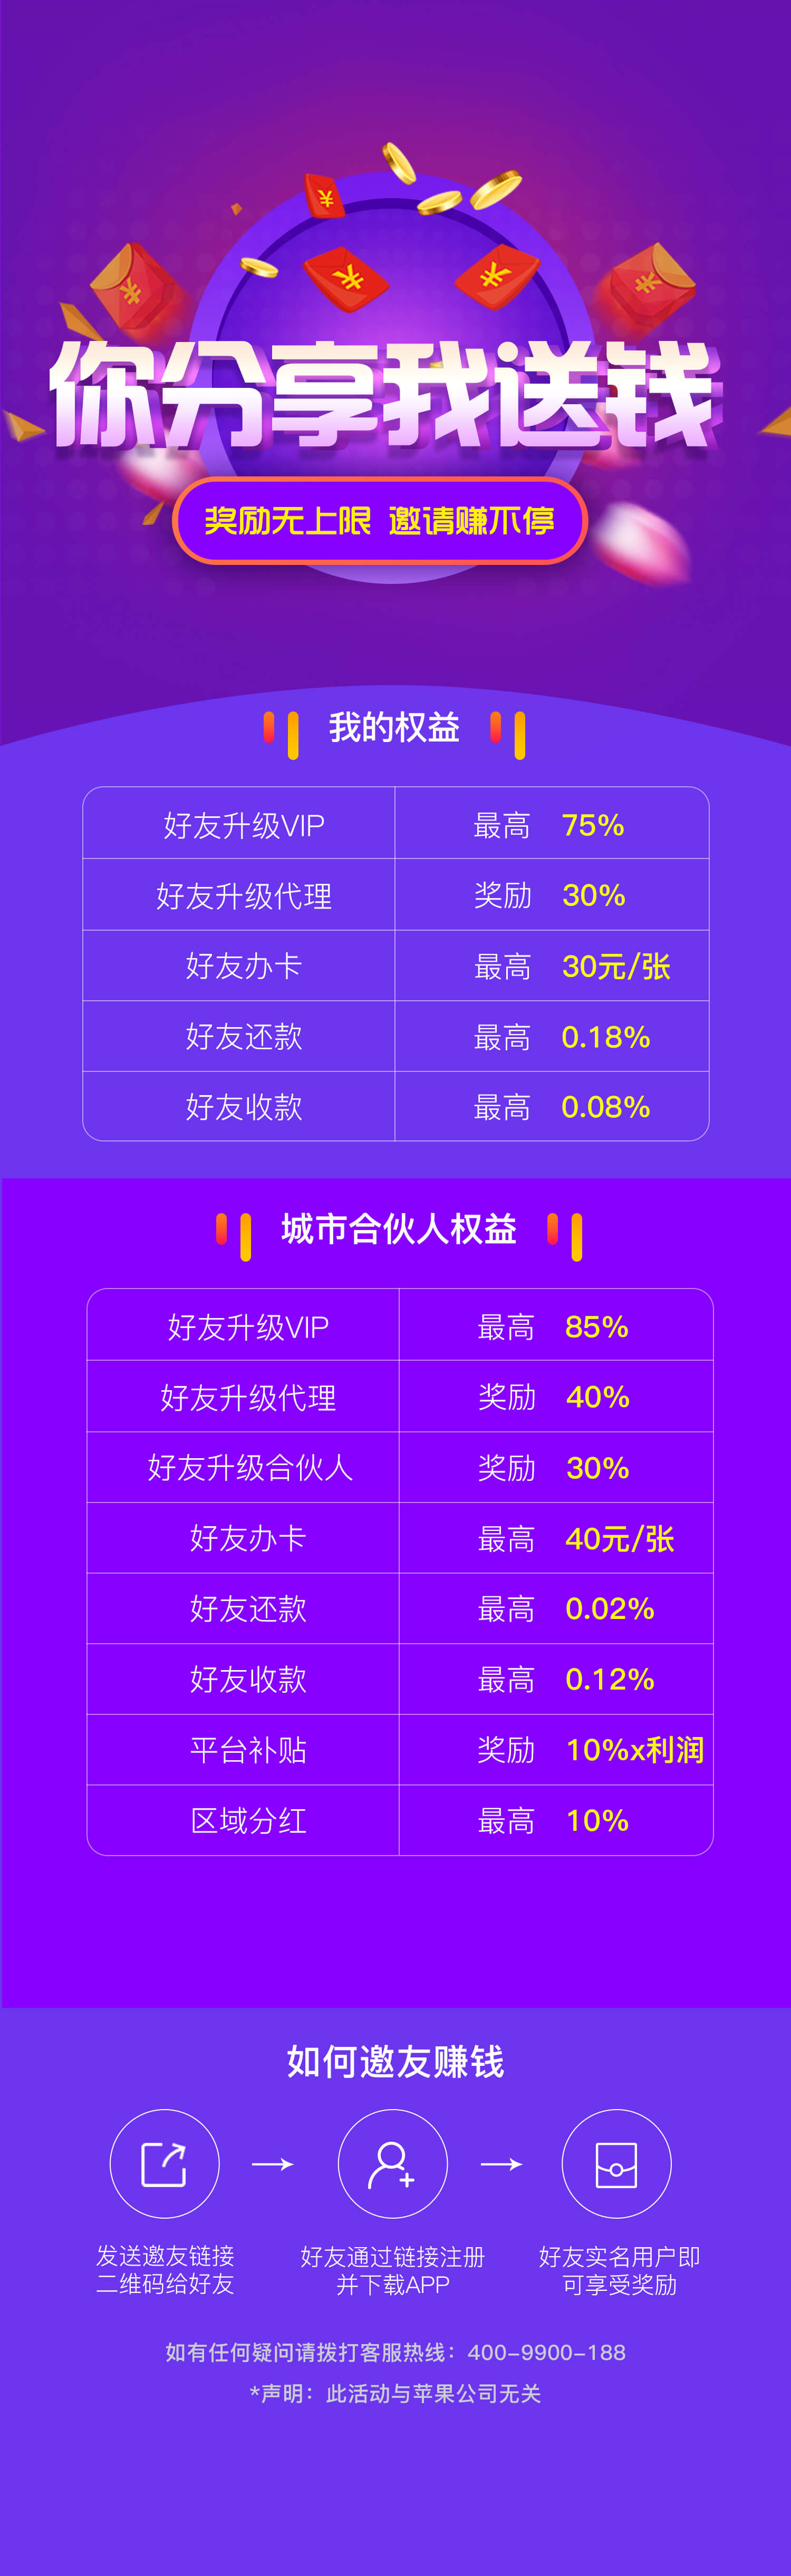 你分享我送钱
奖励无上限 邀请赚不停
我的权益
好友升级VIP 最高 75%
好友升级代理 奖励 30%
好友办卡 最高 30元/张
好友还款 最高 0.18%
好友收款 最高 0.08%
城市合伙人权益
好友升级VIP 最高 85%
好友升级代理 奖励 40%
好友升级合伙人 奖励 30%
好友办卡 最高 40元/张
好友还款 最高 0.02%
好友收款 最高 0.12%
平台补贴 奖励 10%x利润
区域分红 最高 10%
如何邀友赚钱
发送邀友链接
二维码给好友
好友通过链接注册
并下载APP
好友实名用户即
可享受奖励
如有任何疑问请拨打客服热线：400-9900-188
*声明：此活动与苹果公司无关